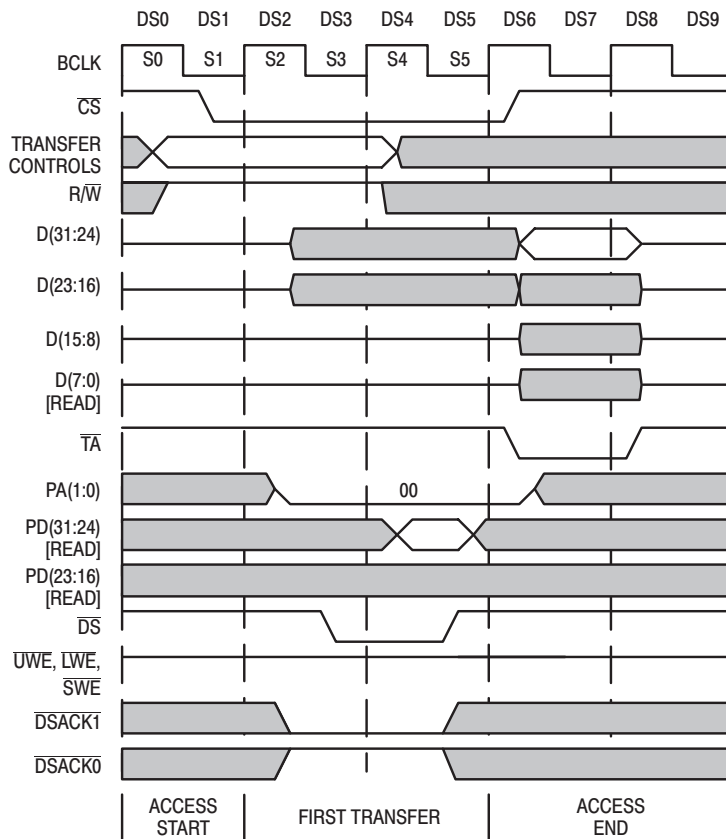 DS0 DS1 DS2 DS3 DS4 DS5 DS6 DS7 DS8 DS9
BCLK S0 S1 S2 S3 S4 S5
CS
TRANSFER
CONTROLS
R/W
D(31:24)
D(23:16)
D(15:8)
D(7:0)
[READ]
TA
PA(1:0) 00
PD(31:24)
[READ]
PD(23:16)
[READ]
DS
UWE, LWE,
SWE
DSACK1
DSACK0
ACCESS
START
FIRST TRANSFER
ACCESS
END